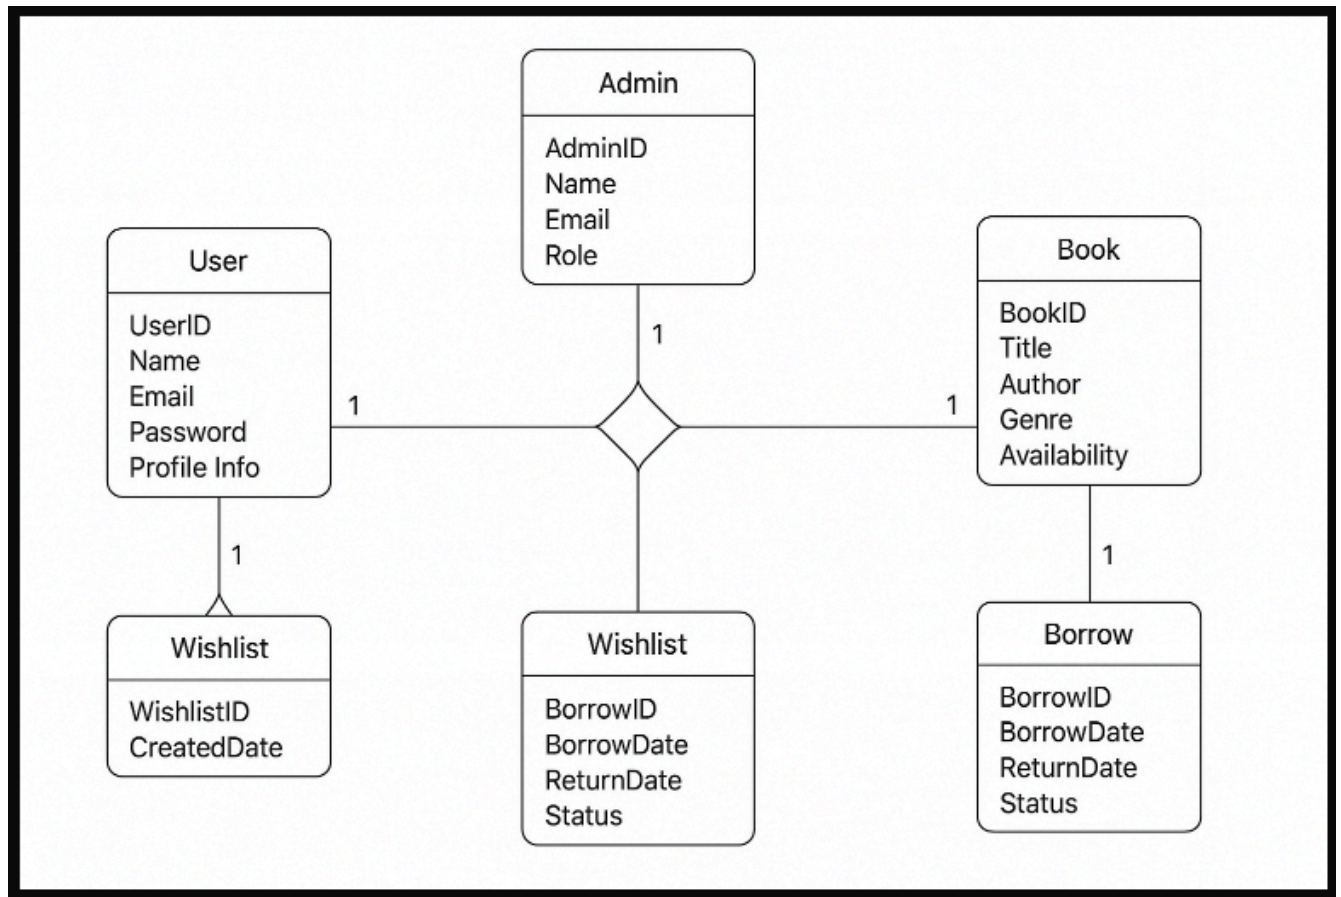 Admin
AdminID
Name
Email
Role
1
User
UserID
Name
Email
Password
Profile Info
1
1
Book
BookID
Title
Author
Genre
Availability
1
1
Wishlist
WishlistID
CreatedDate
Wishlist
BorrowID
BorrowDate
ReturnDate
Status
Borrow
BorrowID
BorrowDate
ReturnDate
Status